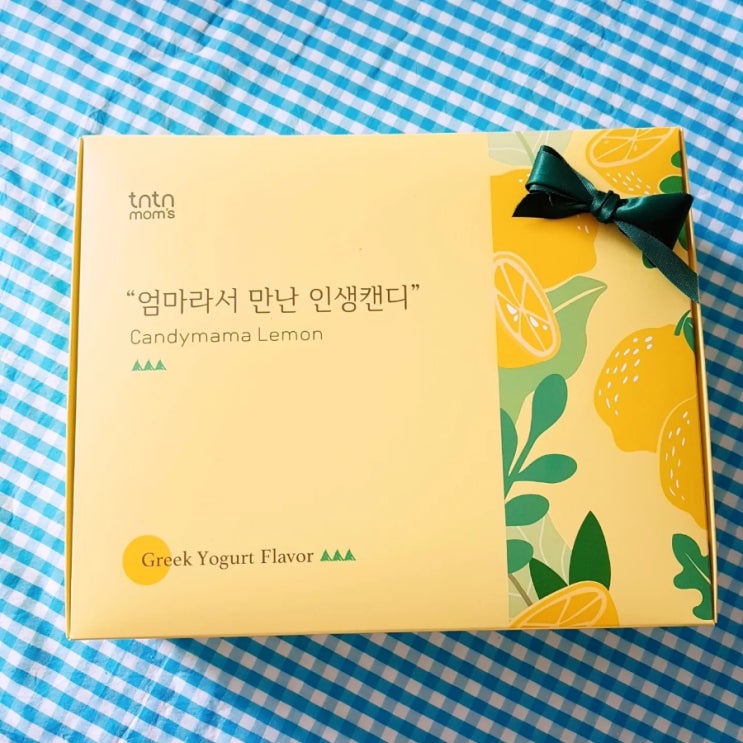 tntn
mom's
“엄마라서 만난 인생캔디”
Candymama Lemon
Greek Yogurt Flavor